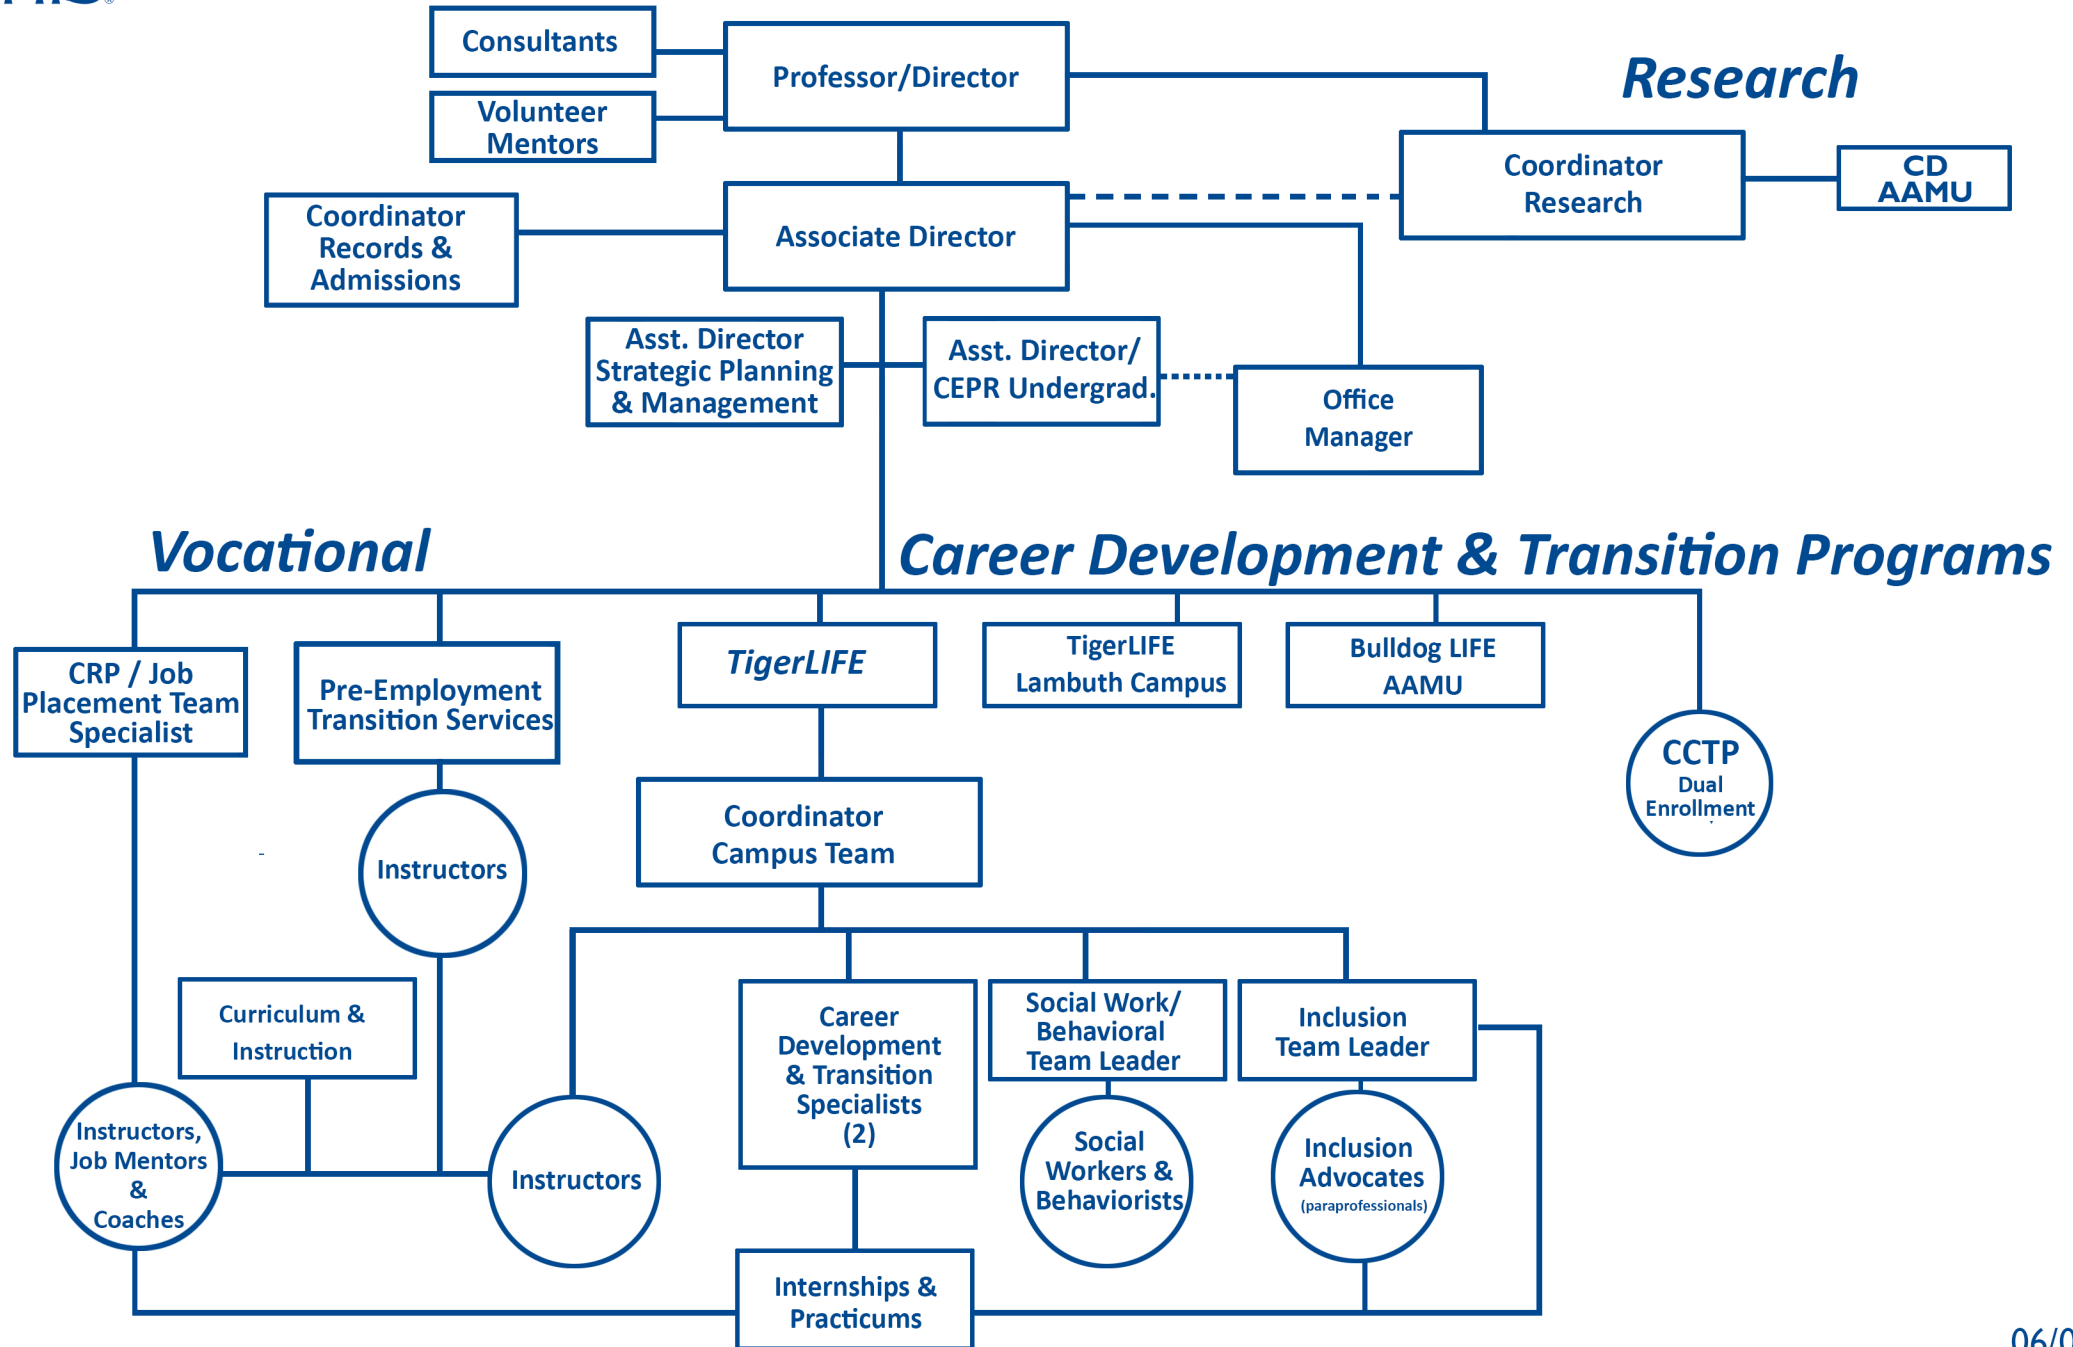 Consultants
Professor/Director
Research
Volunteer
Mentors
Coordinator
Research
CD
AAMU
Coordinator
Records &
Admissions
Associate Director
Asst. Director
Strategic Planning
& Management
Asst. Director/
CEPR Undergrad.
Office
Manager
Vocational
Career Development & Transition Programs
CRP / Job
Placement Team
Specialist
Pre-Employment
Transition Services
TigerLIFE
TigerLIFE
Lambuth Campus
Bulldog LIFE
AAMU
CCTP
Dual
Enrollment
Coordinator
Campus Team
Instructors
Curriculum &
Instruction
Career
Development
& Transition
Specialists
(2)
Social Work/
Behavioral
Team Leader
Inclusion
Team Leader
Instructors,
Job Mentors
&
Coaches
Instructors
Social
Workers &
Behaviorists
Inclusion
Advocates
(paraprofessionals)
Internships &
Practicums